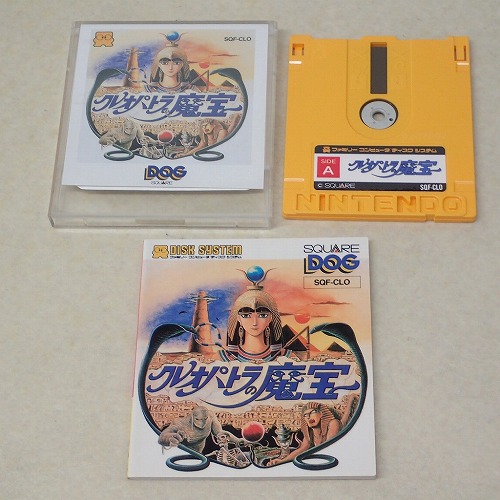 SQF-CLO
クレオパトラの魔宝
DOG
SQUARE
ファミリー コンピュータ ディスク システム
SIDE
A
クレオパトラの魔宝
© SQUARE
SQF-CLO
NINTENDO
DISK SYSTEM
ファミリー コンピュータ ディスク システム
SQUARE
DOG
SQF-CLO
クレオパトラの魔宝